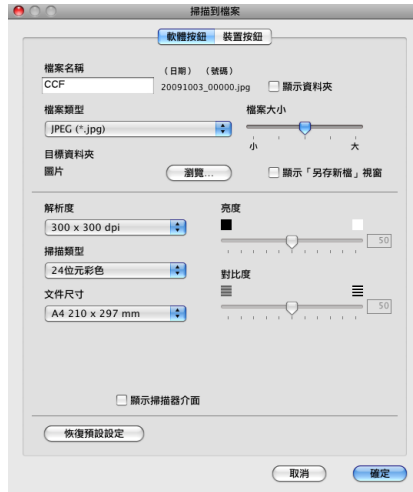 掃描到檔案
軟體按鈕 裝置按鈕
檔案名稱 (日期) (號碼)
CCF 20091003_00000.jpg 顯示資料夾
檔案類型 檔案大小
JPEG (*.jpg)
小 大
目標資料夾
圖片 瀏覽... 顯示「另存新檔」視窗
解析度 亮度
300 x 300 dpi 50
掃描類型
24位元彩色 對比度
文件尺寸 50
A4 210 x 297 mm
顯示掃描器介面
恢復預設設定
取消 確定